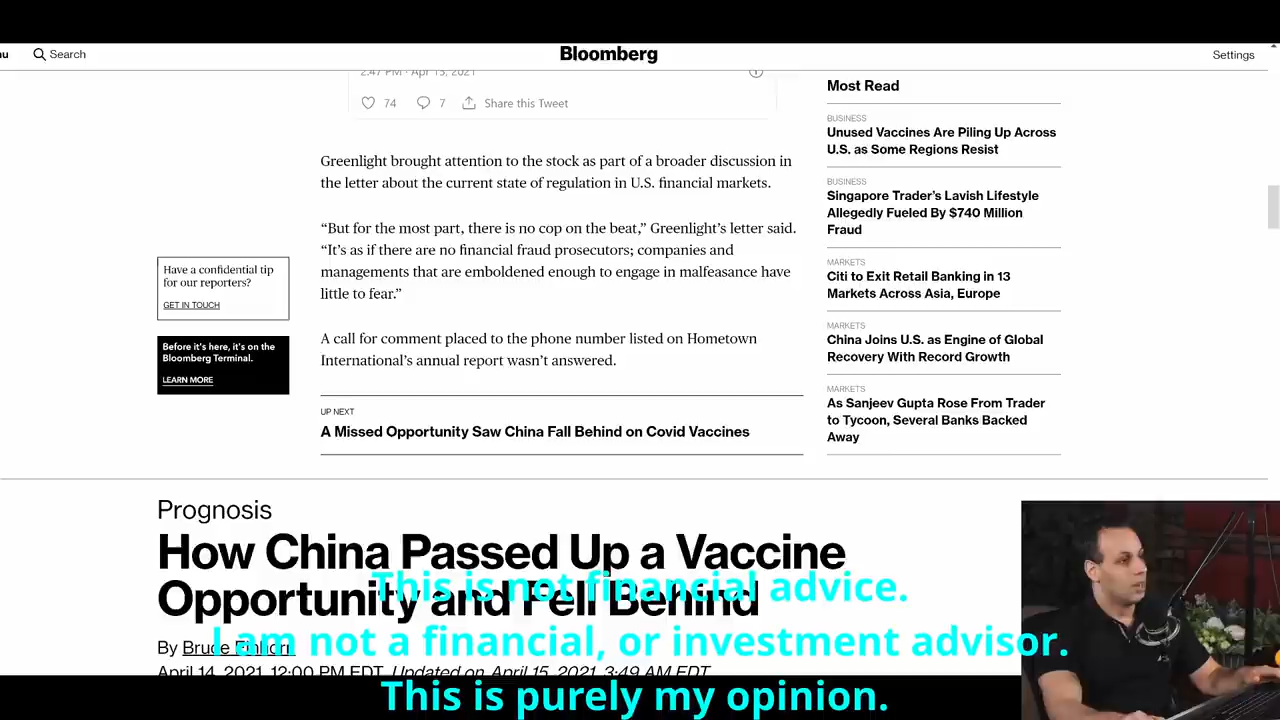 Search
Bloomberg
Settings
2:47 PM · Apr 15, 2021
74
7
Share this Tweet
Greenlight brought attention to the stock as part of a broader discussion in
the letter about the current state of regulation in U.S. financial markets.
“But for the most part, there is no cop on the beat,” Greenlight’s letter said.
“It’s as if there are no financial fraud prosecutors; companies and
managements that are emboldened enough to engage in malfeasance have
little to fear.”
A call for comment placed to the phone number listed on Hometown
International’s annual report wasn’t answered.
Have a confidential tip
for our reporters?
GET IN TOUCH
Before it's here, it's on the
Bloomberg Terminal.
LEARN MORE
UP NEXT
A Missed Opportunity Saw China Fall Behind on Covid Vaccines
Most Read
BUSINESS
Unused Vaccines Are Piling Up Across
U.S. as Some Regions Resist
BUSINESS
Singapore Trader’s Lavish Lifestyle
Allegedly Fueled By $740 Million
Fraud
MARKETS
Citi to Exit Retail Banking in 13
Markets Across Asia, Europe
MARKETS
China Joins U.S. as Engine of Global
Recovery With Record Growth
MARKETS
As Sanjeev Gupta Rose From Trader
to Tycoon, Several Banks Backed
Away
Prognosis
How China Passed Up a Vaccine
Opportunity and Fell Behind
By Bruce Einhorn
April 14, 2021, 12:00 PM EDT Updated on April 15, 2021, 3:49 AM EDT
This is not financial advice.
I am not a financial, or investment advisor.
This is purely my opinion.